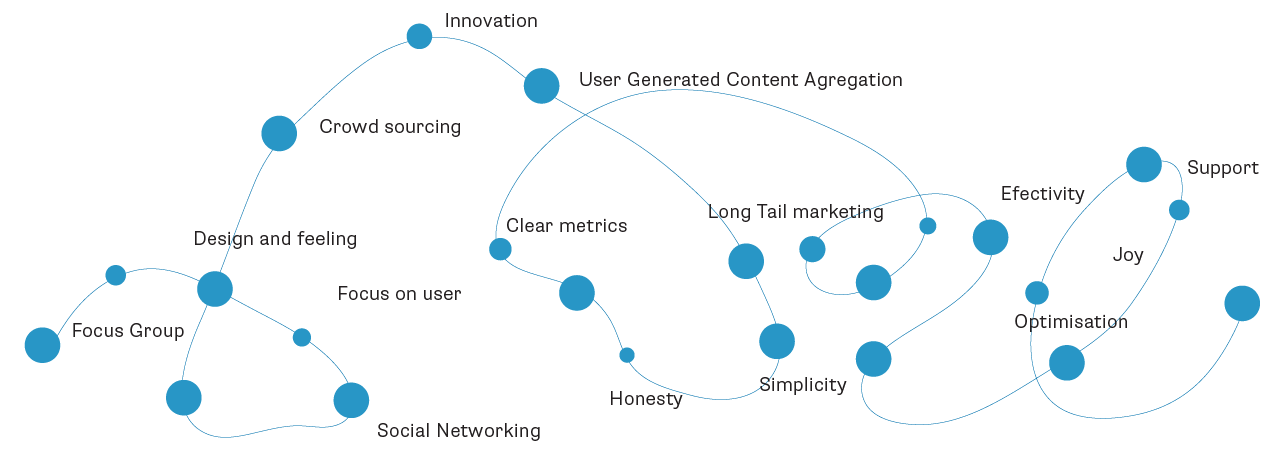 Innovation
User Generated Content Agregation
Crowd sourcing
Support
Efectivity
Long Tail marketing
Clear metrics
Design and feeling
Joy
Focus on user
Optimisation
Focus Group
Simplicity
Honesty
Social Networking